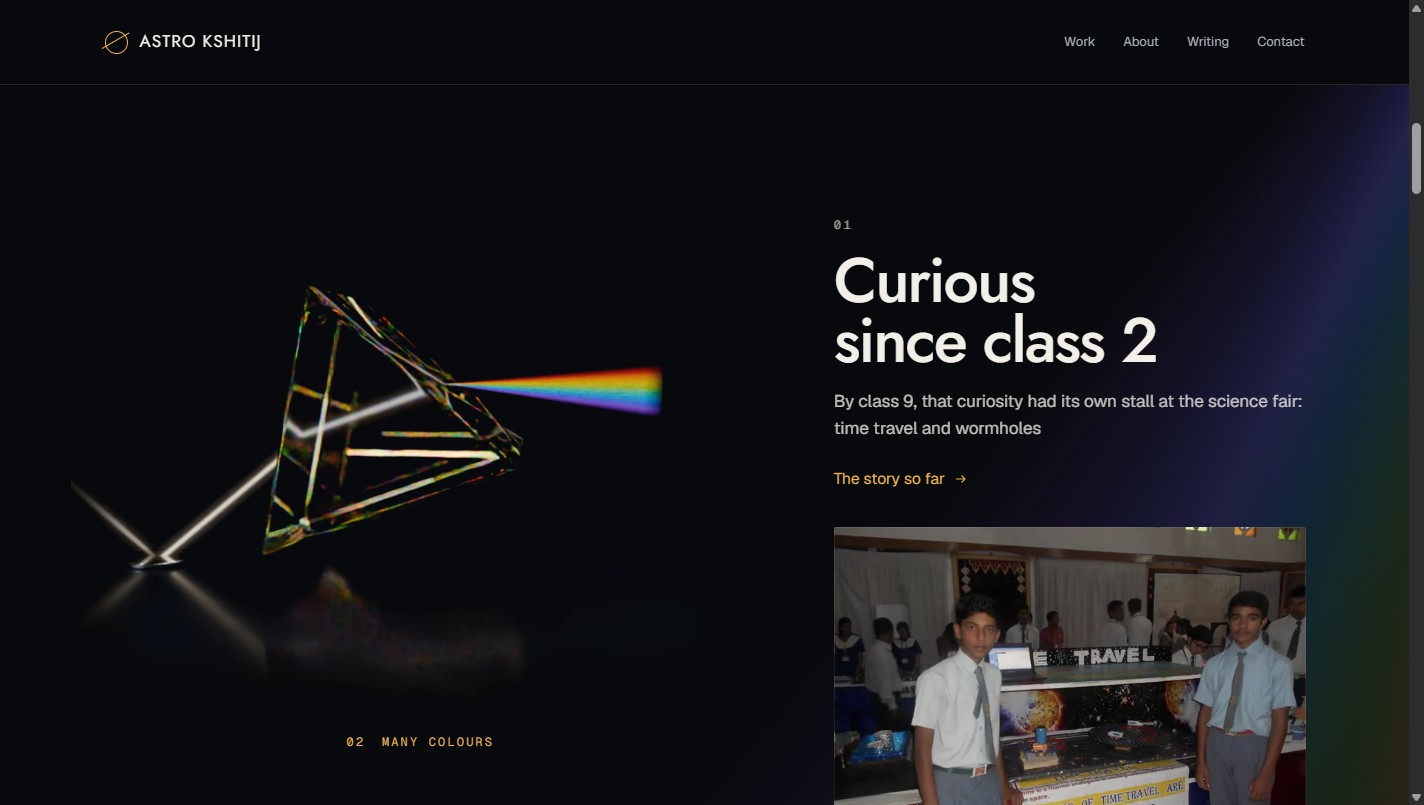 ASTRO KSHITIJ
Work
About
Writing
Contact
01
Curious
since class 2
By class 9, that curiosity had its own stall at the science fair:
time travel and wormholes
The story so far →
E TRAVEL
OF TIME TRAVEL ARE
02 MANY COLOURS